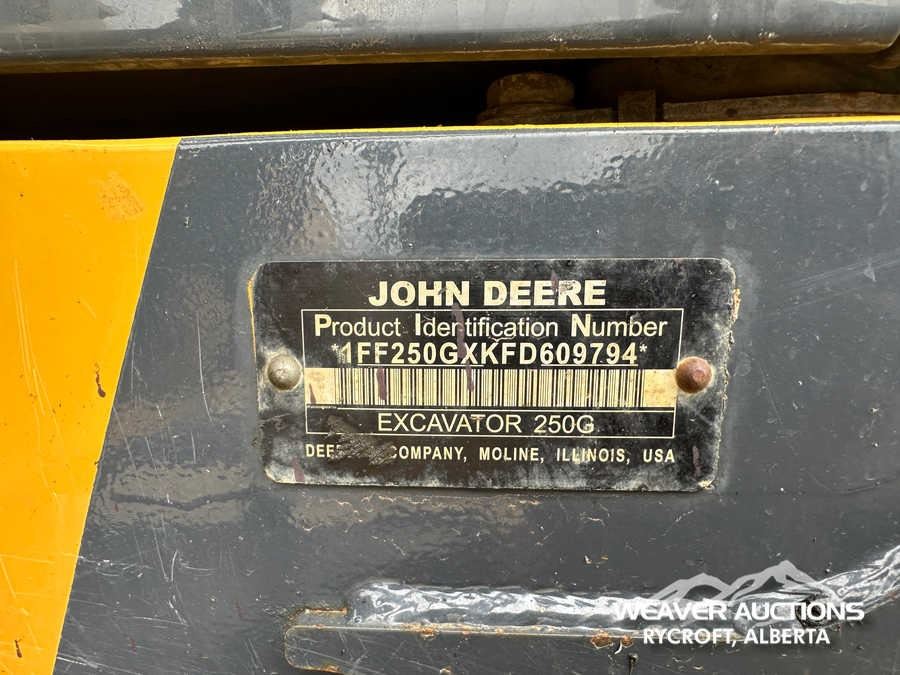 JOHN DEERE
Product Identification Number
*1FF250GXKFD609794*
EXCAVATOR 250G
COMPANY, MOLINE, ILLINOIS, USA
WEAVER AUCTIONS
RYCROFT, ALBERTA